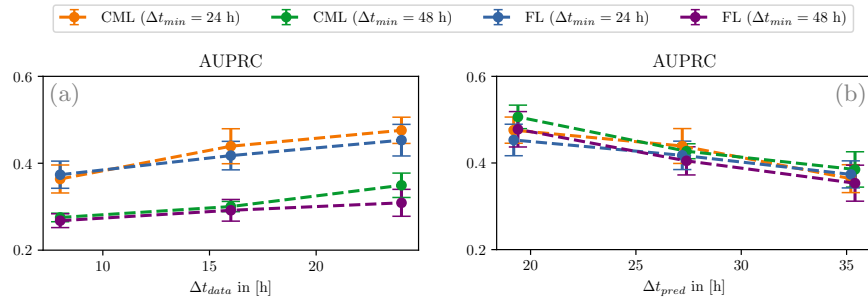 CML (Δt_min = 24 h) CML (Δt_min = 48 h) FL (Δt_min = 24 h) FL (Δt_min = 48 h)
AUPRC AUPRC
(a) (b)
0.6 0.6
0.4 0.4
0.2 0.2
10 15 20 20 25 30 35
Δt_data in [h] Δt_pred in [h]